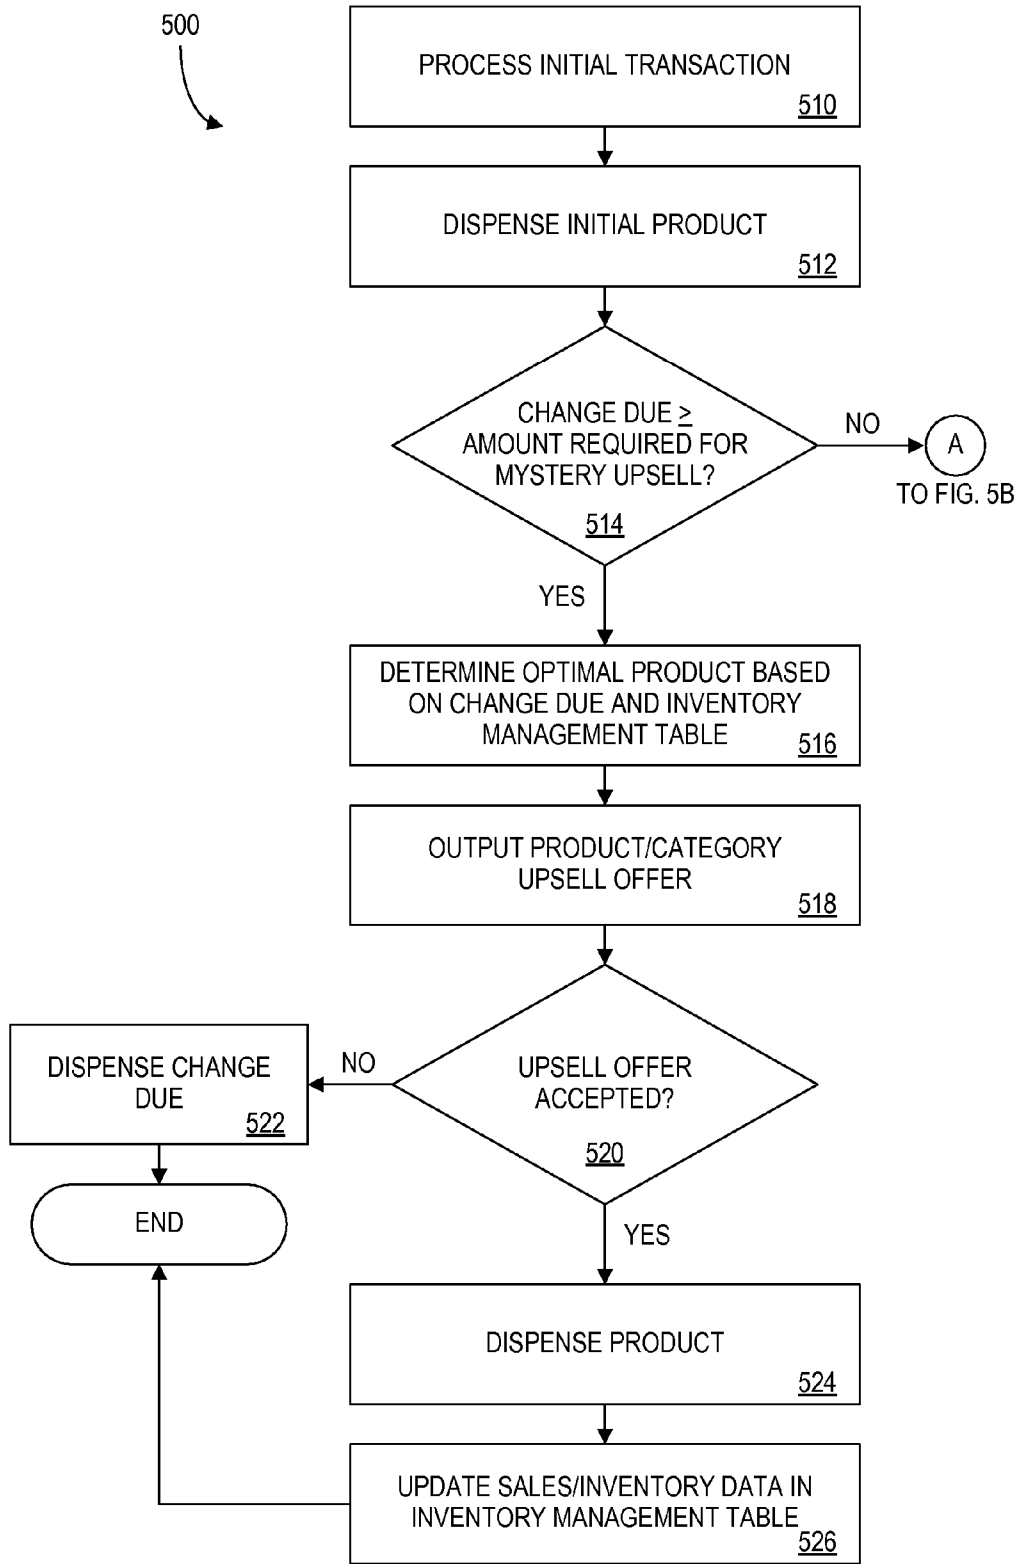 500
PROCESS INITIAL TRANSACTION
510
DISPENSE INITIAL PRODUCT
512
CHANGE DUE ≥
AMOUNT REQUIRED FOR
MYSTERY UPSELL?
514
NO
A
TO FIG. 5B
YES
DETERMINE OPTIMAL PRODUCT BASED
ON CHANGE DUE AND INVENTORY
MANAGEMENT TABLE
516
OUTPUT PRODUCT/CATEGORY
UPSELL OFFER
518
UPSELL OFFER
ACCEPTED?
520
NO
DISPENSE CHANGE
DUE
522
END
YES
DISPENSE PRODUCT
524
UPDATE SALES/INVENTORY DATA IN
INVENTORY MANAGEMENT TABLE
526